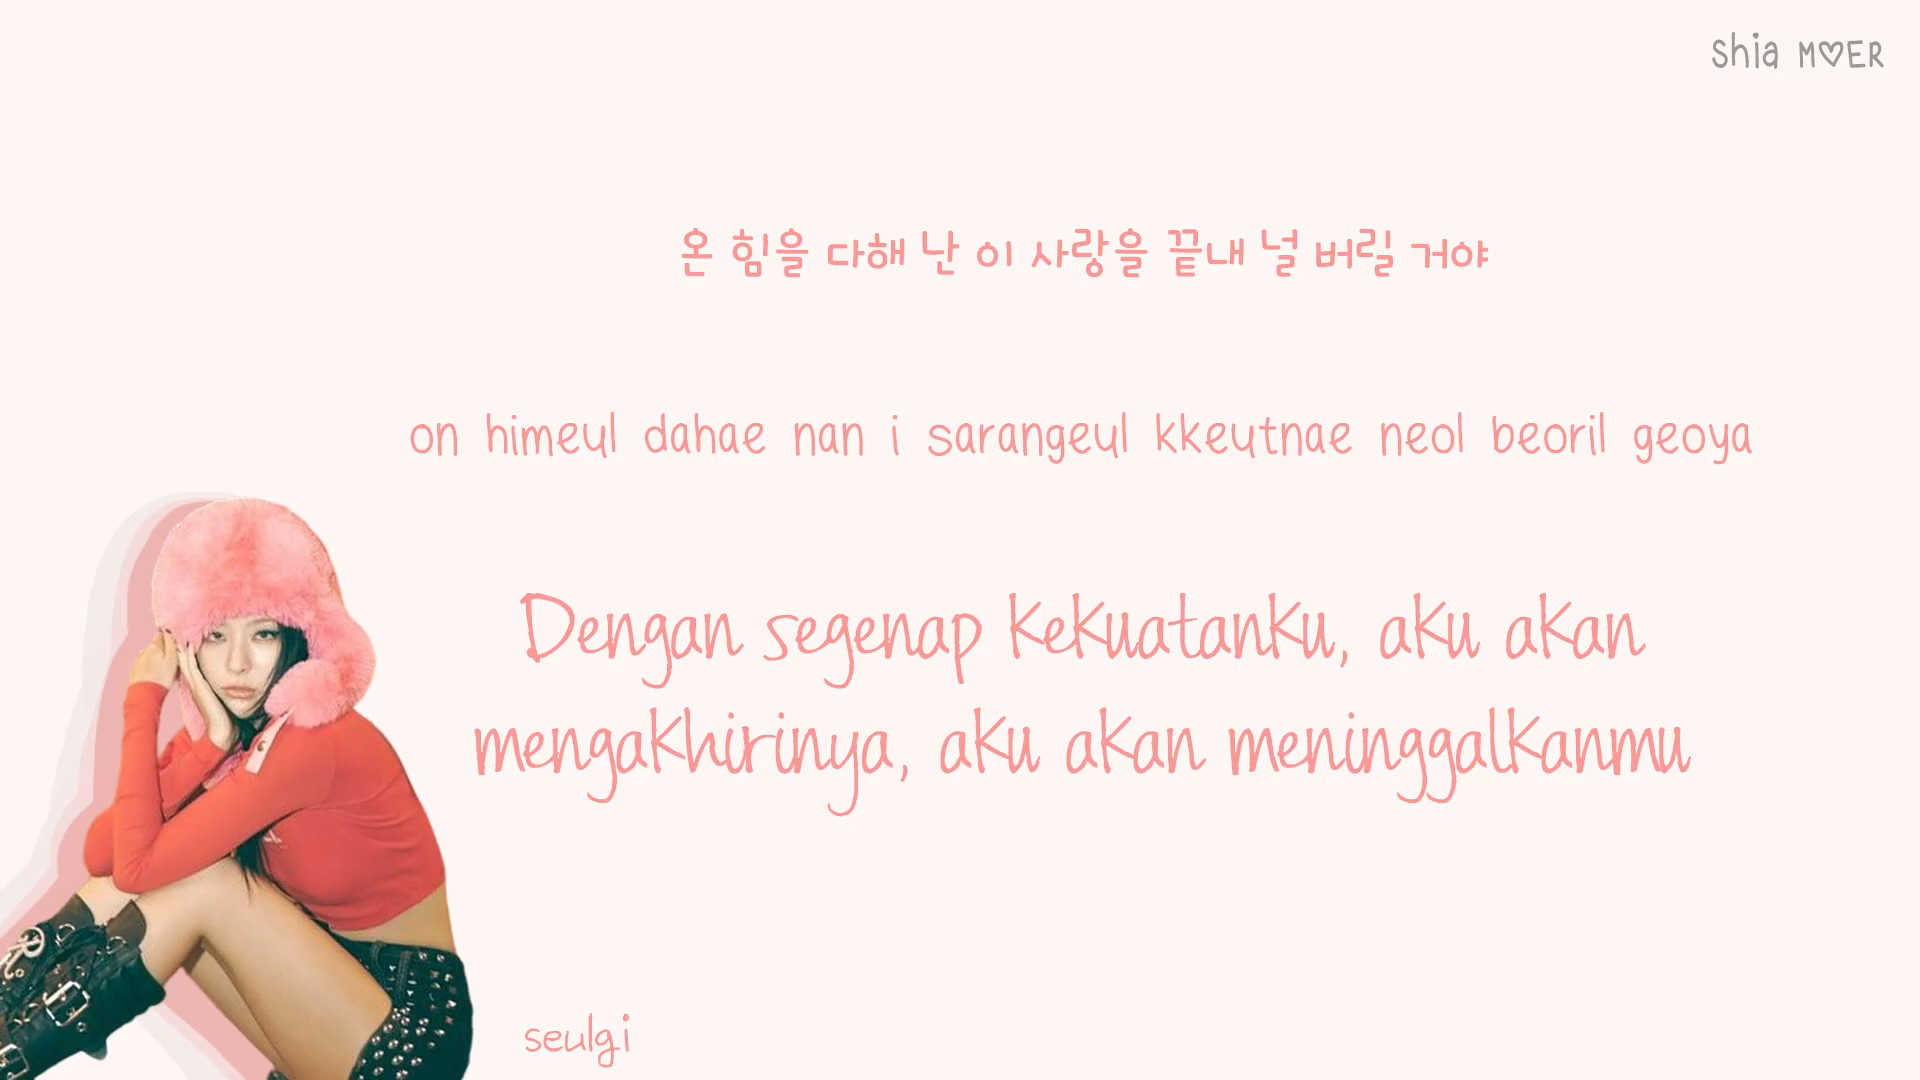 shia M♡ER
온 힘을 다해 난 이 사랑을 끝내 널 버릴 거야
on himeul dahae nan i sarangeul kkeutnae neol beoril geoya
Dengan segenap kekuatanku, aku akan
mengakhirinya, aku akan meninggalkanmu
seulgi